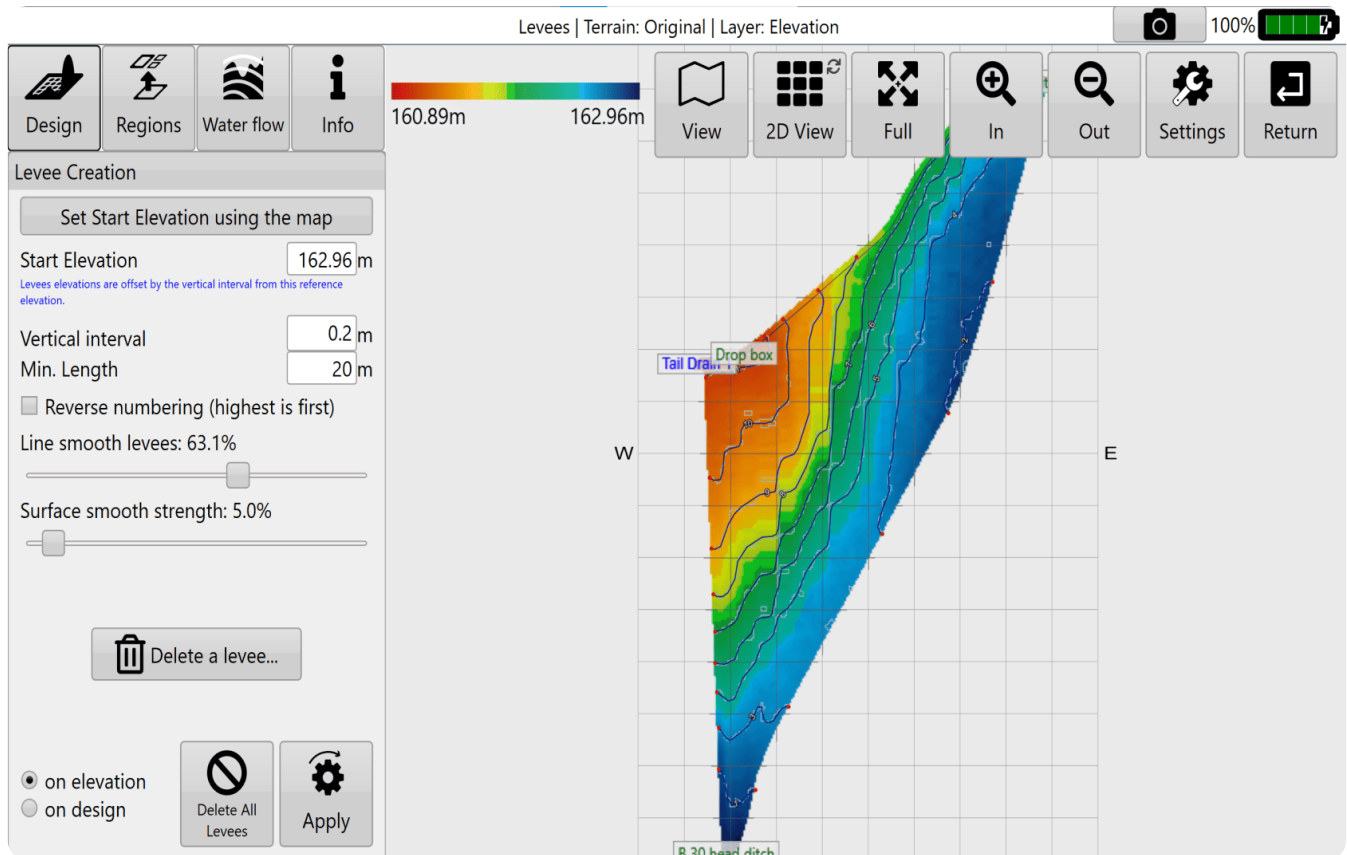 Levees | Terrain: Original | Layer: Elevation
100%
Design
Regions
Water flow
Info
160.89m
162.96m
View
2D View
Full
In
Out
Settings
Return
Levee Creation
Set Start Elevation using the map
Start Elevation
162.96 m
Levees elevations are offset by the vertical interval from this reference
elevation.
Vertical interval
0.2 m
Min. Length
20 m
Reverse numbering (highest is first)
Line smooth levees: 63.1%
Surface smooth strength: 5.0%
Delete a levee...
on elevation
on design
Delete All
Levees
Apply
Tail Drain
Drop box
W
E
10
2
B 30 head ditch